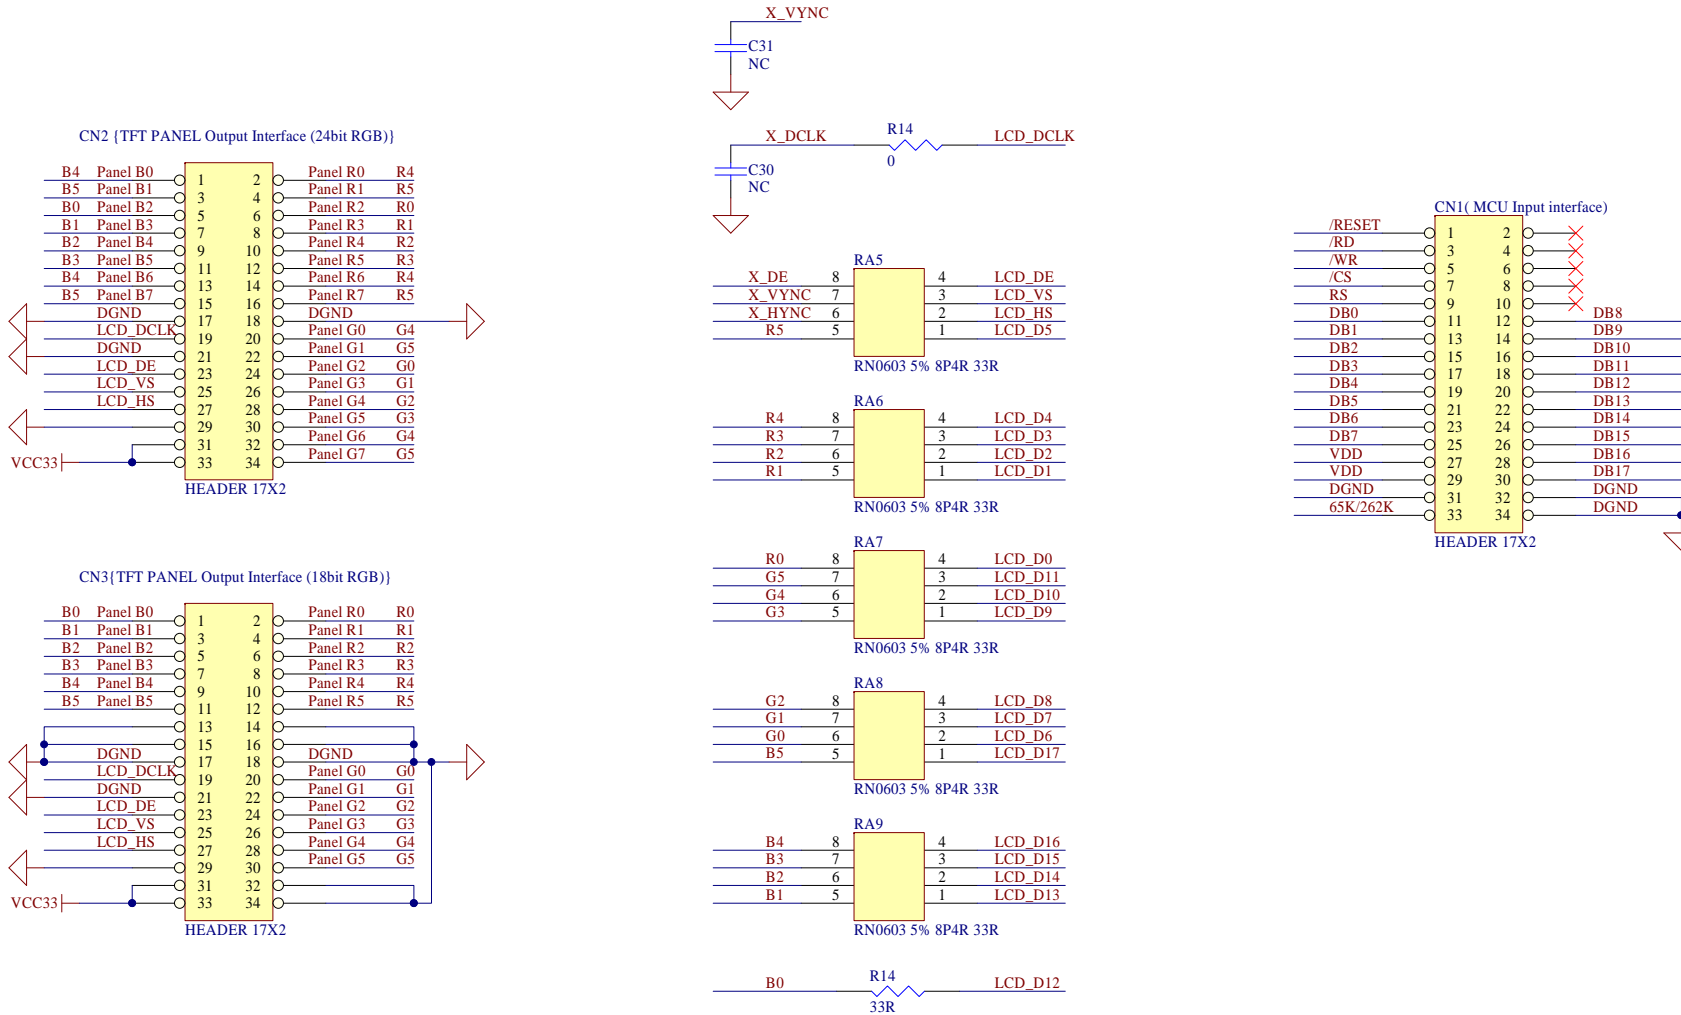 X_VYNC
C31
NC
X_DCLK
R14
0
LCD_DCLK
C30
NC
CN2 {TFT PANEL Output Interface (24bit RGB)}
B4 Panel B0 1 2 Panel R0 R4
B5 Panel B1 3 4 Panel R1 R5
B0 Panel B2 5 6 Panel R2 R0
B1 Panel B3 7 8 Panel R3 R1
B2 Panel B4 9 10 Panel R4 R2
B3 Panel B5 11 12 Panel R5 R3
B4 Panel B6 13 14 Panel R6 R4
B5 Panel B7 15 16 Panel R7 R5
DGND 17 18 DGND
LCD_DCLK 19 20 Panel G0 G4
DGND 21 22 Panel G1 G5
LCD_DE 23 24 Panel G2 G0
LCD_VS 25 26 Panel G3 G1
LCD_HS 27 28 Panel G4 G2
29 30 Panel G5 G3
31 32 Panel G6 G4
VCC33 33 34 Panel G7 G5
HEADER 17X2
CN3{TFT PANEL Output Interface (18bit RGB)}
B0 Panel B0 1 2 Panel R0 R0
B1 Panel B1 3 4 Panel R1 R1
B2 Panel B2 5 6 Panel R2 R2
B3 Panel B3 7 8 Panel R3 R3
B4 Panel B4 9 10 Panel R4 R4
B5 Panel B5 11 12 Panel R5 R5
13 14
15 16
DGND 17 18 DGND
LCD_DCLK 19 20 Panel G0 G0
DGND 21 22 Panel G1 G1
LCD_DE 23 24 Panel G2 G2
LCD_VS 25 26 Panel G3 G3
LCD_HS 27 28 Panel G4 G4
29 30 Panel G5 G5
31 32
VCC33 33 34
HEADER 17X2
RA5
X_DE 8 4 LCD_DE
X_VYNC 7 3 LCD_VS
X_HYNC 6 2 LCD_HS
R5 5 1 LCD_D5
RN0603 5% 8P4R 33R
RA6
R4 8 4 LCD_D4
R3 7 3 LCD_D3
R2 6 2 LCD_D2
R1 5 1 LCD_D1
RN0603 5% 8P4R 33R
RA7
R0 8 4 LCD_D0
G5 7 3 LCD_D11
G4 6 2 LCD_D10
G3 5 1 LCD_D9
RN0603 5% 8P4R 33R
RA8
G2 8 4 LCD_D8
G1 7 3 LCD_D7
G0 6 2 LCD_D6
B5 5 1 LCD_D17
RN0603 5% 8P4R 33R
RA9
B4 8 4 LCD_D16
B3 7 3 LCD_D15
B2 6 2 LCD_D14
B1 5 1 LCD_D13
RN0603 5% 8P4R 33R
R14
B0 LCD_D12
33R
CN1( MCU Input interface)
/RESET 1 2
/RD 3 4
/WR 5 6
/CS 7 8
RS 9 10
DB0 11 12 DB8
DB1 13 14 DB9
DB2 15 16 DB10
DB3 17 18 DB11
DB4 19 20 DB12
DB5 21 22 DB13
DB6 23 24 DB14
DB7 25 26 DB15
VDD 27 28 DB16
VDD 29 30 DB17
DGND 31 32 DGND
65K/262K 33 34 DGND
HEADER 17X2